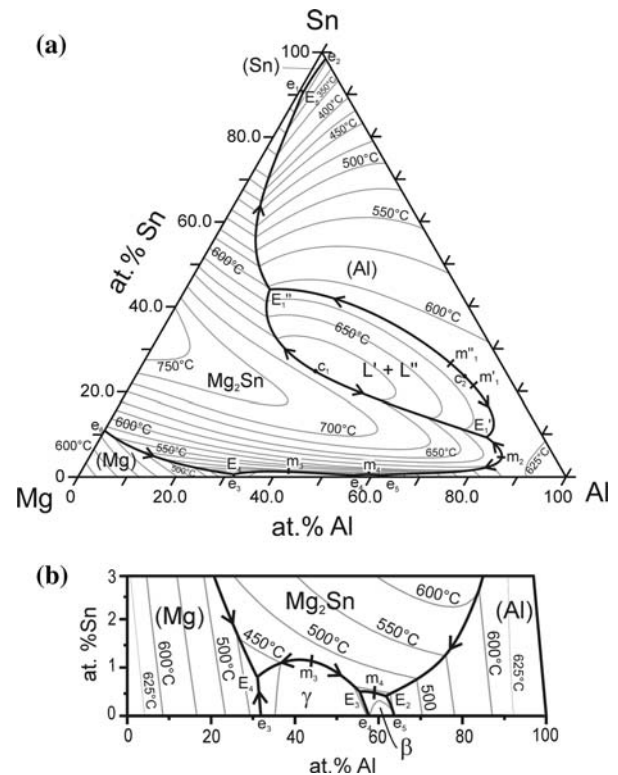 (a)
Sn
100
(Sn)
e₂
e₁
E₅
350°C
400°C
80.0
450°C
500°C
60.0
550°C
at. % Sn
600°C
(Al)
600°C
40.0
E₁''
650°C
m''₁
750°C
c₁
L' + L''
c₂
m'₁
20.0
Mg₂Sn
700°C
E₁'
600°C
650°C
m₂
600°C
(Mg)
550°C
500°C
E₄
m₃
m₄
625°C
0
e₃
e₄
e₅
Mg
20.0
40.0
60.0
80.0
100
Al
at.% Al
(b)
3
(Mg)
Mg₂Sn
600°C
(Al)
at. %Sn
2
600°C
500°C
500°C
550°C
600°C
625°C
450°C
625°C
1
m₃
m₄
E₄
E₃
E₂
500
γ
0
e₃
e₄
e₅
β
0
20
40
60
80
100
at.% Al